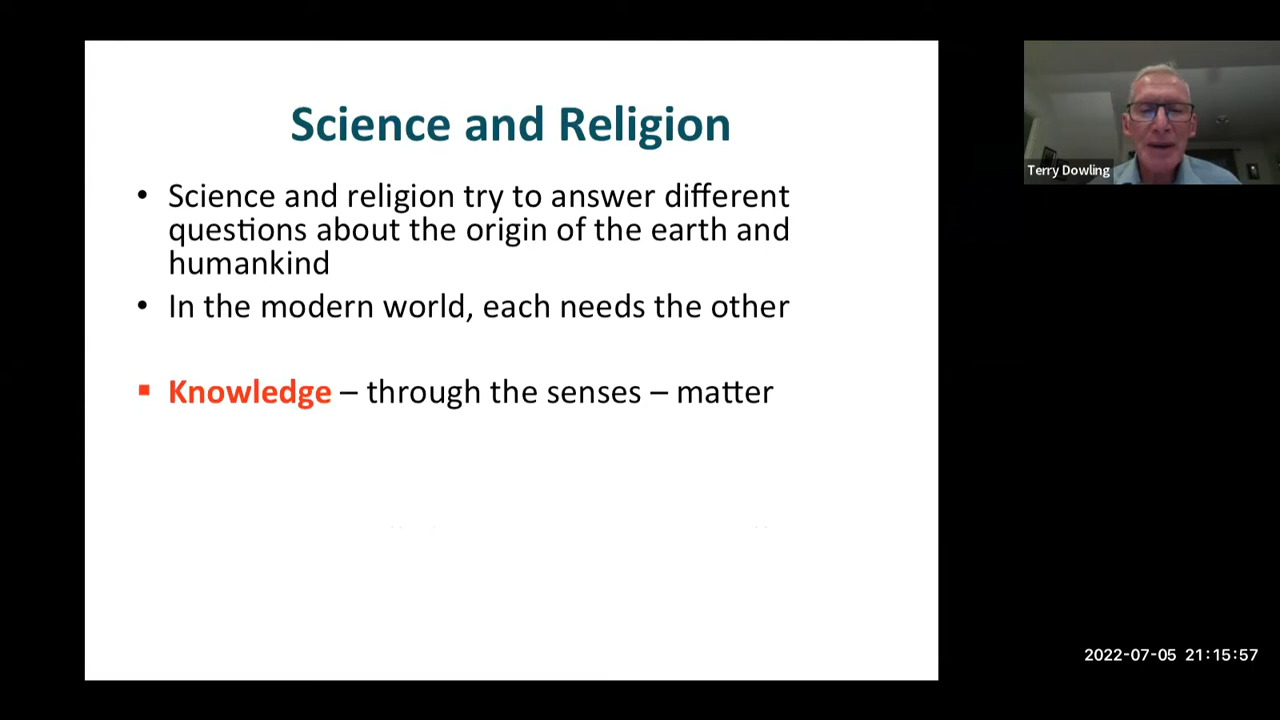 Science and Religion
• Science and religion try to answer different
questions about the origin of the earth and
humankind
• In the modern world, each needs the other
▪ Knowledge – through the senses – matter
Terry Dowling
2022-07-05 21:15:57